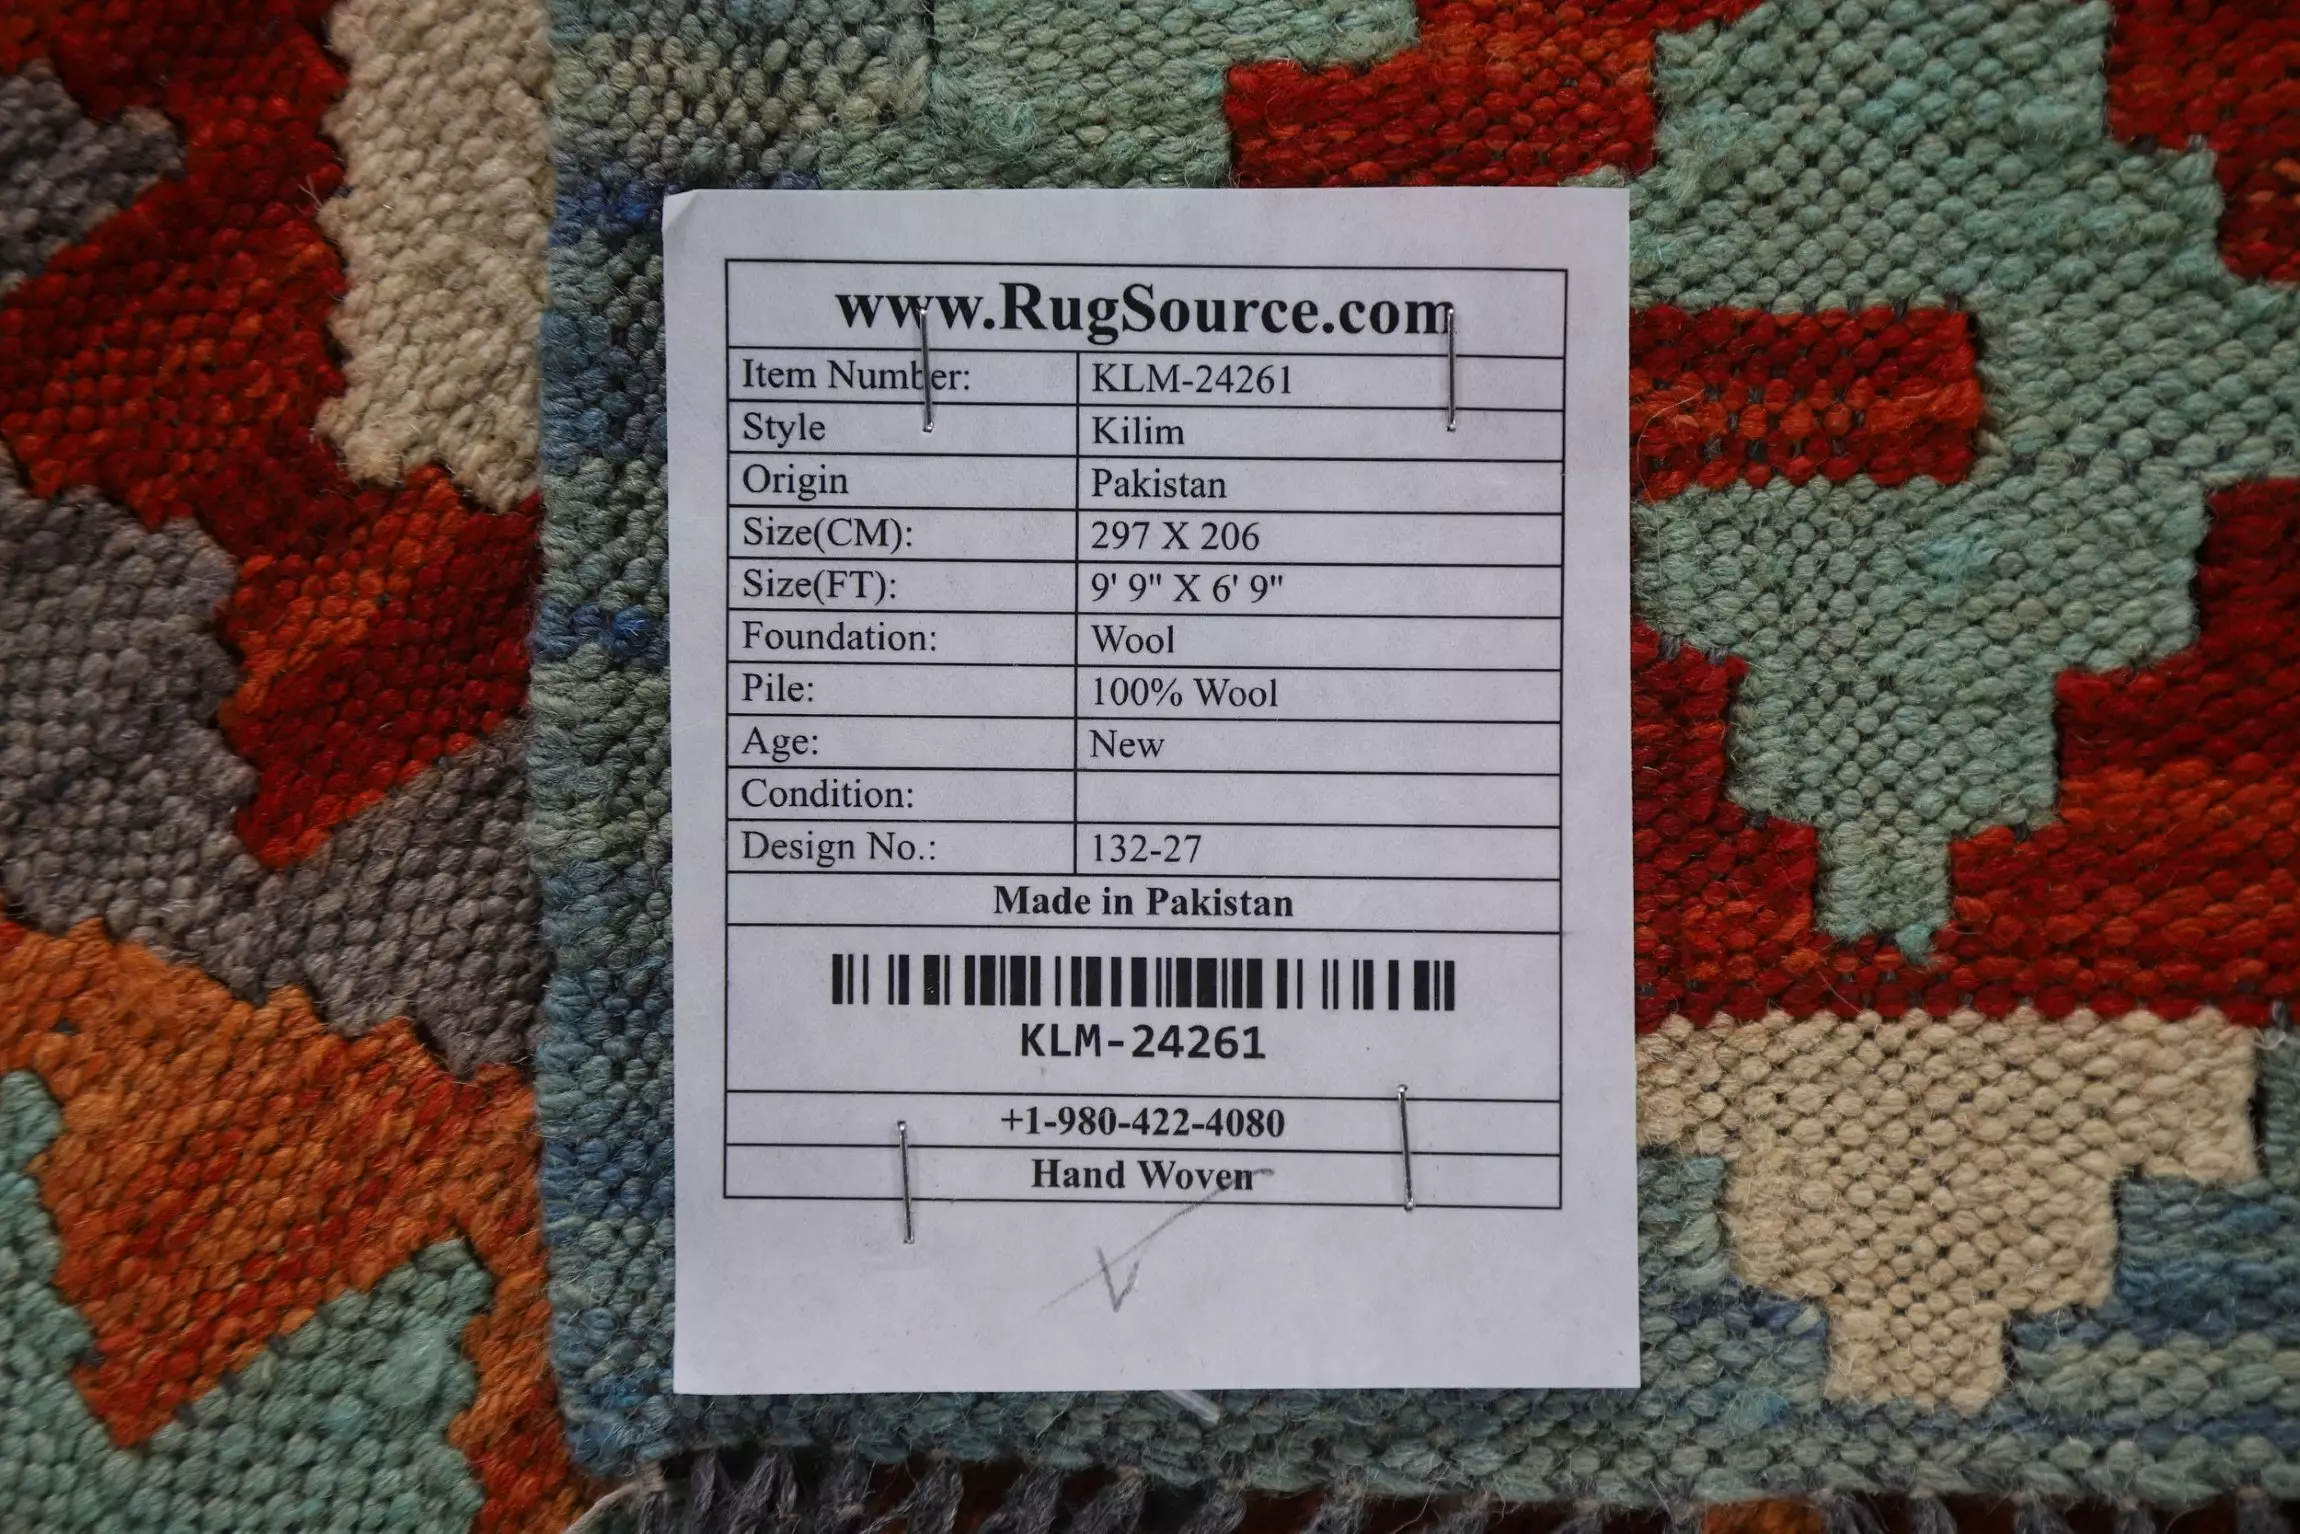 www.RugSource.com
Item Number: KLM-24261
Style Kilim
Origin Pakistan
Size(CM): 297 X 206
Size(FT): 9' 9" X 6' 9"
Foundation: Wool
Pile: 100% Wool
Age: New
Condition:
Design No.: 132-27
Made in Pakistan
KLM-24261
+1-980-422-4080
Hand Woven